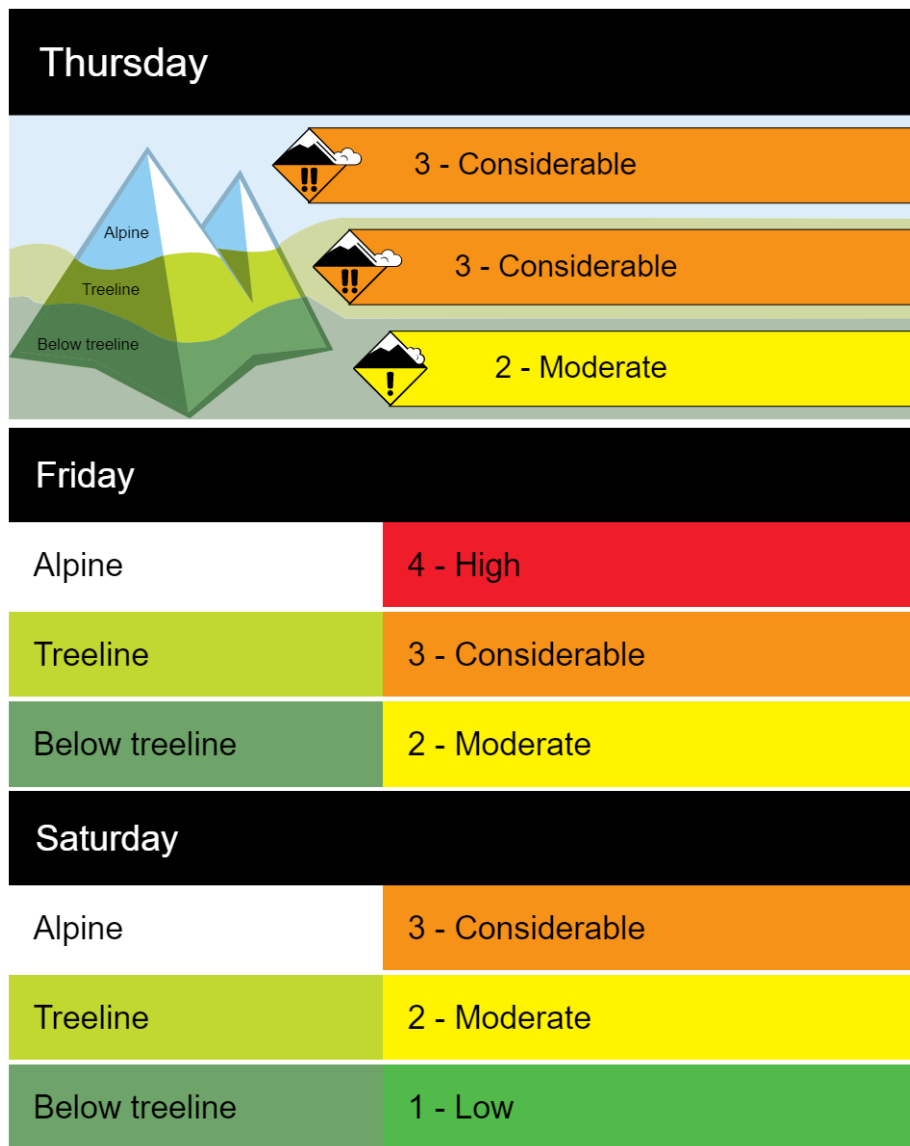 Thursday
Alpine
3 - Considerable
Treeline
3 - Considerable
Below treeline
2 - Moderate
Friday
Alpine 4 - High
Treeline 3 - Considerable
Below treeline 2 - Moderate
Saturday
Alpine 3 - Considerable
Treeline 2 - Moderate
Below treeline 1 - Low